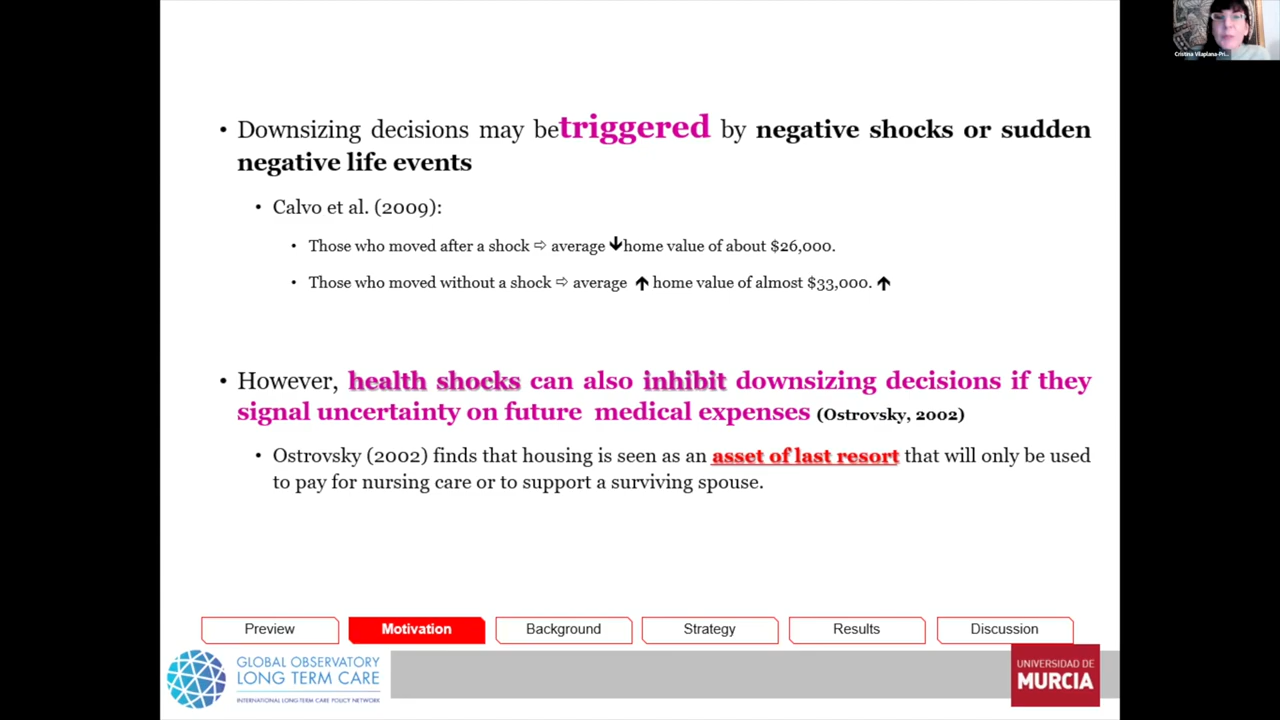 Cristina Vilaplana-Pri...
• Downsizing decisions may betriggered by negative shocks or sudden
negative life events
• Calvo et al. (2009):
• Those who moved after a shock ⇨ average 🡇home value of about $26,000.
• Those who moved without a shock ⇨ average 🡅 home value of almost $33,000. 🡅
• However, health shocks can also inhibit downsizing decisions if they
signal uncertainty on future medical expenses (Ostrovsky, 2002)
• Ostrovsky (2002) finds that housing is seen as an asset of last resort that will only be used
to pay for nursing care or to support a surviving spouse.
Preview Motivation Background Strategy Results Discussion
GLOBAL OBSERVATORY
LONG TERM CARE
INTERNATIONAL LONG-TERM CARE POLICY NETWORK
UNIVERSIDAD DE
MURCIA